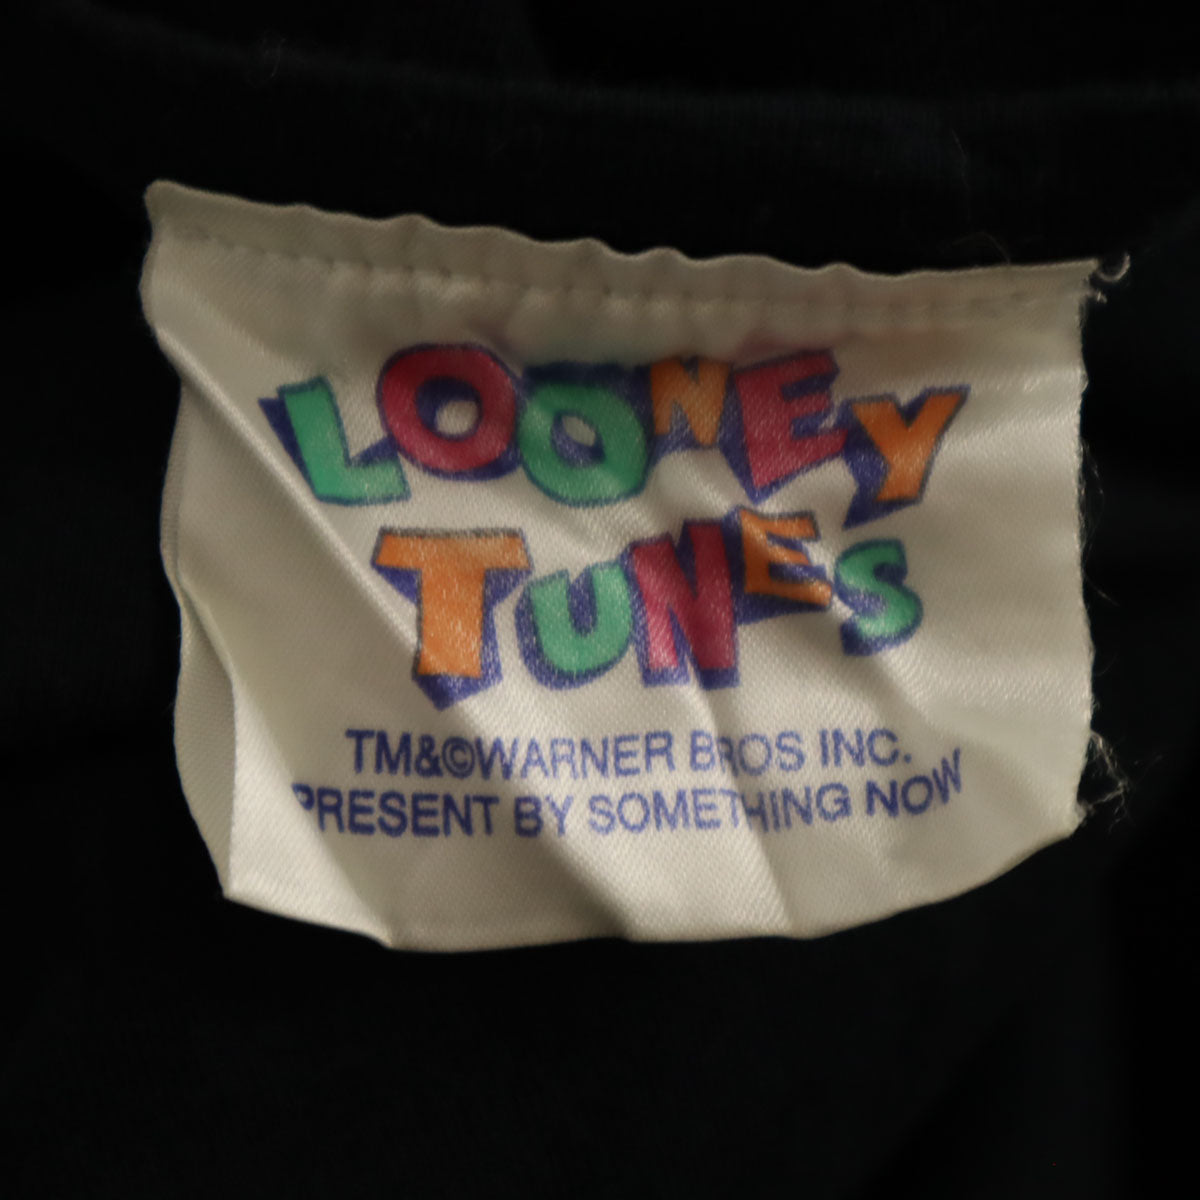 LOONEY
TUNES
TM&©WARNER BROS INC.
PRESENT BY SOMETHING NOW